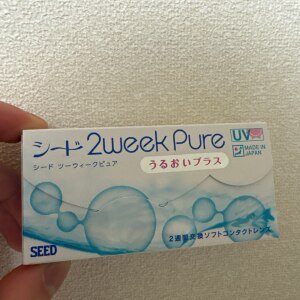 シード 2week Pure
シード ツーウィークピュア
うるおいプラス
UV
MADE IN
JAPAN
SEED
2週間交換ソフトコンタクトレンズ